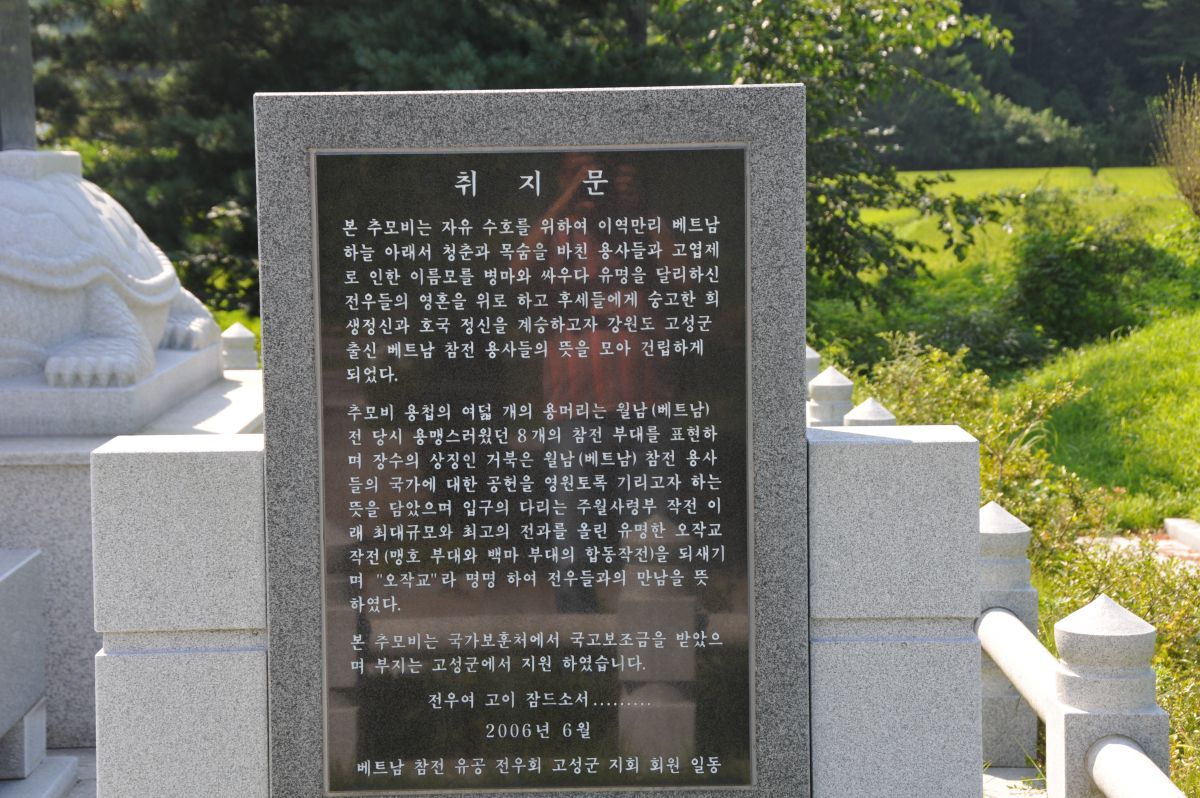 취 지 문
본 추모비는 자유 수호를 위하여 이역만리 베트남
하늘 아래서 청춘과 목숨을 바친 용사들과 고엽제
로 인한 이름모를 병마와 싸우다 유명을 달리하신
전우들의 영혼을 위로 하고 후세들에게 숭고한 희
생정신과 호국 정신을 계승하고자 강원도 고성군
출신 베트남 참전 용사들의 뜻을 모아 건립하게
되었다.
추모비 용첩의 여덟 개의 용머리는 월남(베트남)
전 당시 용맹스러웠던 8개의 참전 부대를 표현하
며 장수의 상징인 거북은 월남(베트남) 참전 용사
들의 국가에 대한 공헌을 영원토록 기리고자 하는
뜻을 담았으며 입구의 다리는 주월사령부 작전 이
래 최대규모와 최고의 전과를 올린 유명한 오작교
작전(맹호 부대와 백마 부대의 합동작전)을 되새기
며 "오작교"라 명명 하여 전우들과의 만남을 뜻
하였다.
본 추모비는 국가보훈처에서 국고보조금을 받았으
며 부지는 고성군에서 지원 하였습니다.
전우여 고이 잠드소서.........
2006년 6월
베트남 참전 유공 전우회 고성군 지회 회원 일동